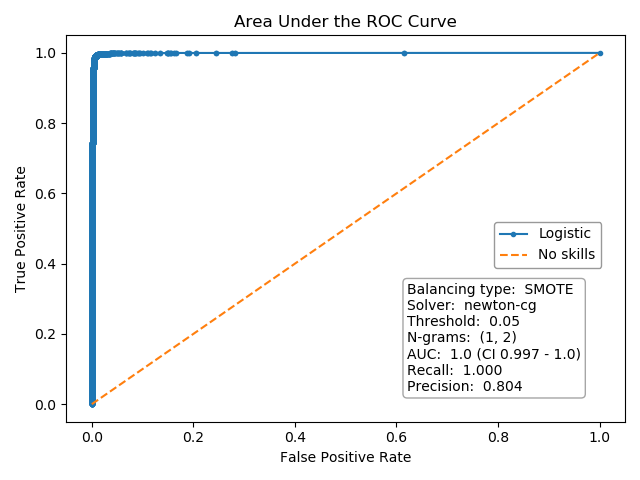 Area Under the ROC Curve
True Positive Rate
1.0
0.8
0.6
0.4
0.2
0.0
Logistic
No skills
Balancing type:  SMOTE
Solver:  newton-cg
Threshold:  0.05
N-grams:  (1, 2)
AUC:  1.0 (CI 0.997 - 1.0)
Recall:  1.000
Precision:  0.804
0.0 0.2 0.4 0.6 0.8 1.0
False Positive Rate